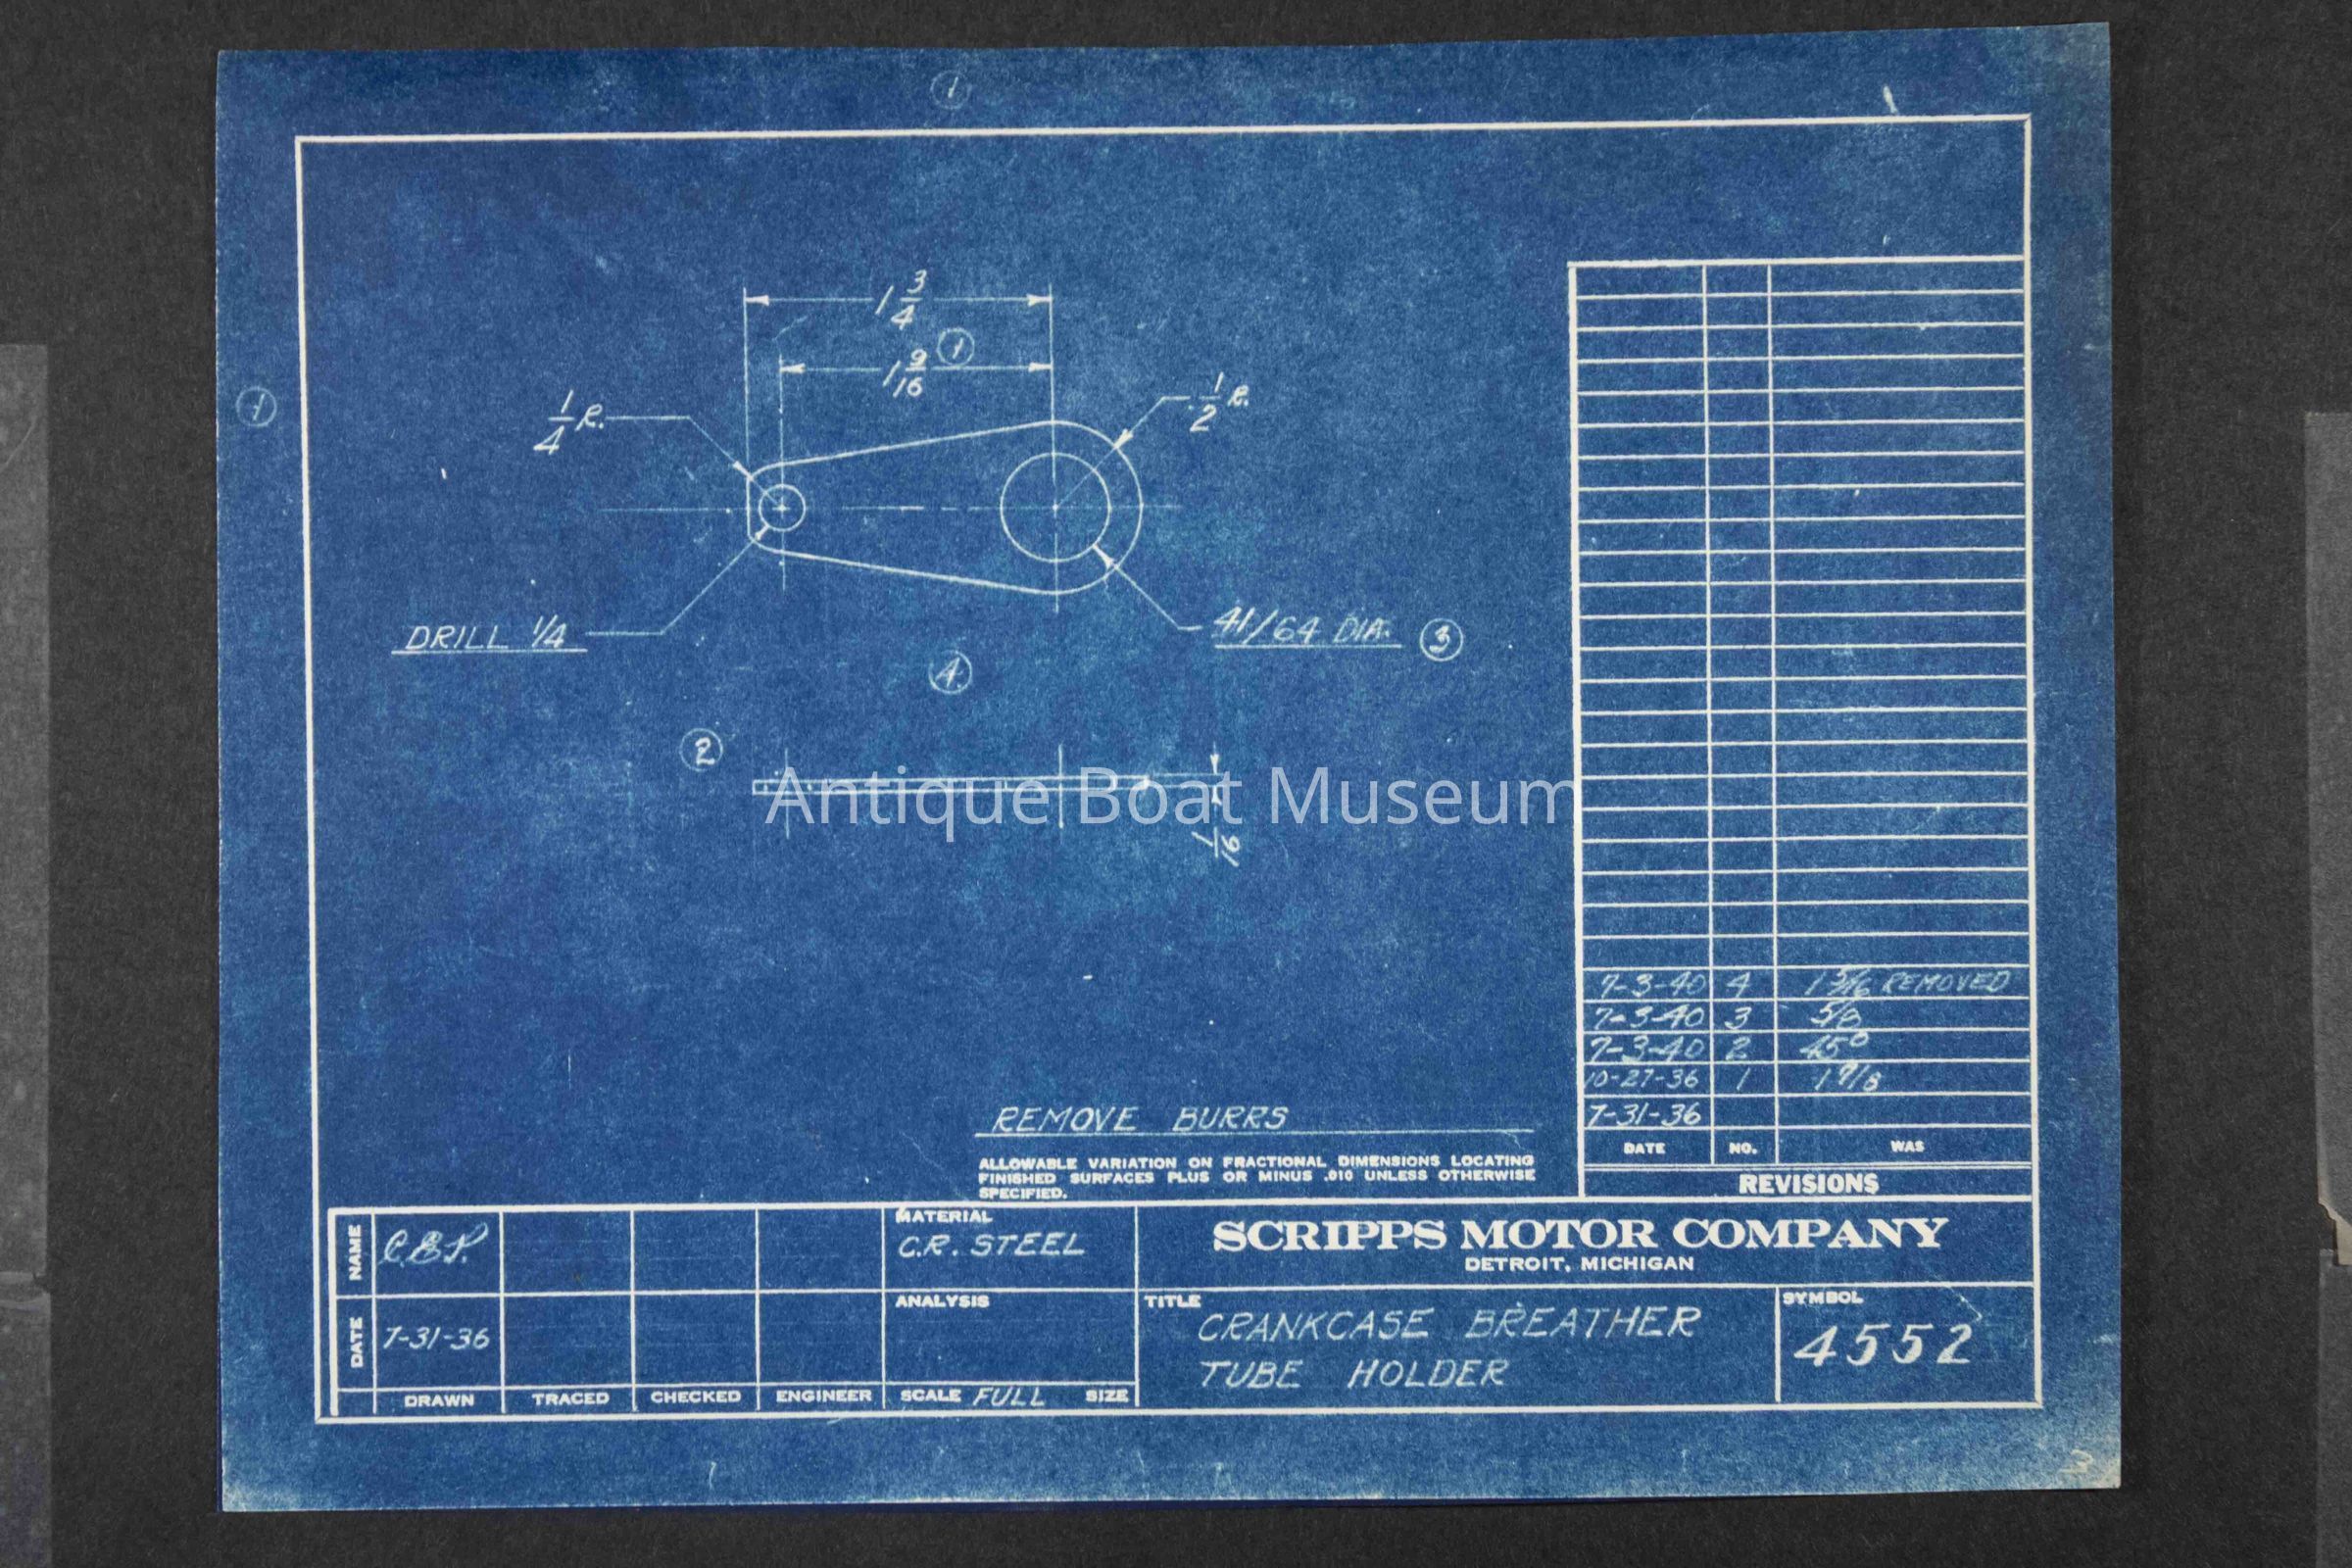 1
1
1 3/4
1 9/16 1
1/4 R.
1/2 R.
DRILL 1/4
41/64 DIA. 3
4
2
Antique Boat Museum
1/16
7-3-40 4 1 5/16 REMOVED
7-3-40 3 5/8
7-3-40 2 45°
10-27-36 1
7-31-36
DATE NO. WAS
REVISIONS
REMOVE BURRS
ALLOWABLE VARIATION ON FRACTIONAL DIMENSIONS LOCATING
FINISHED SURFACES PLUS OR MINUS .010 UNLESS OTHERWISE
SPECIFIED.
NAME C.E.P.
DATE 7-31-36
DRAWN TRACED CHECKED ENGINEER
MATERIAL
C.R. STEEL
ANALYSIS
SCALE FULL SIZE
SCRIPPS MOTOR COMPANY
DETROIT, MICHIGAN
TITLE
CRANKCASE BREATHER
TUBE HOLDER
SYMBOL
4552